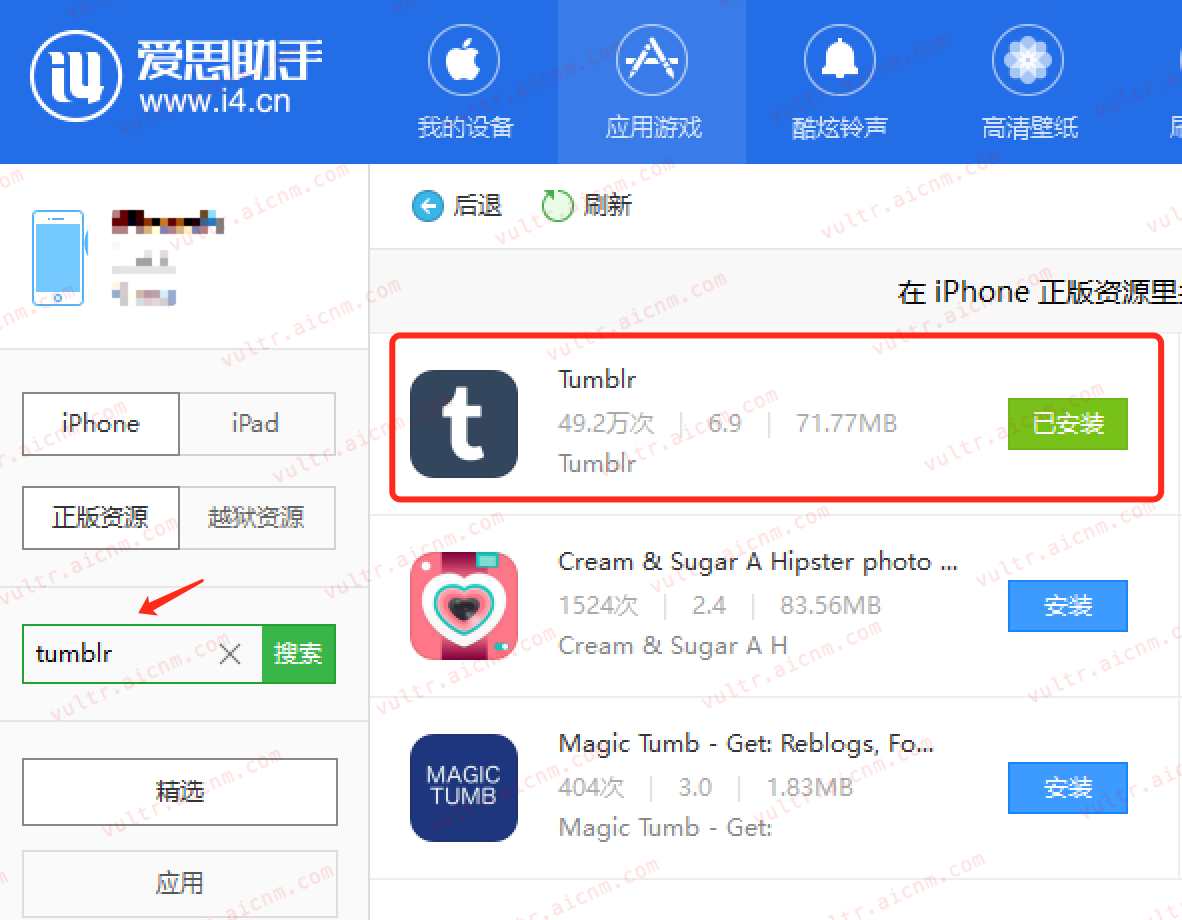 爱思助手
www.i4.cn
我的设备
应用游戏
酷炫铃声
高清壁纸
后退
刷新
在 iPhone 正版资源里
iPhone
iPad
正版资源
越狱资源
tumblr
搜索
精选
应用
Tumblr
49.2万次 | 6.9 | 71.77MB
Tumblr
已安装
Cream & Sugar A Hipster photo ...
1524次 | 2.4 | 83.56MB
Cream & Sugar A H
安装
MAGIC
TUMB
Magic Tumb - Get: Reblogs, Fo...
404次 | 3.0 | 1.83MB
Magic Tumb - Get:
安装
vultr.aicnm.com